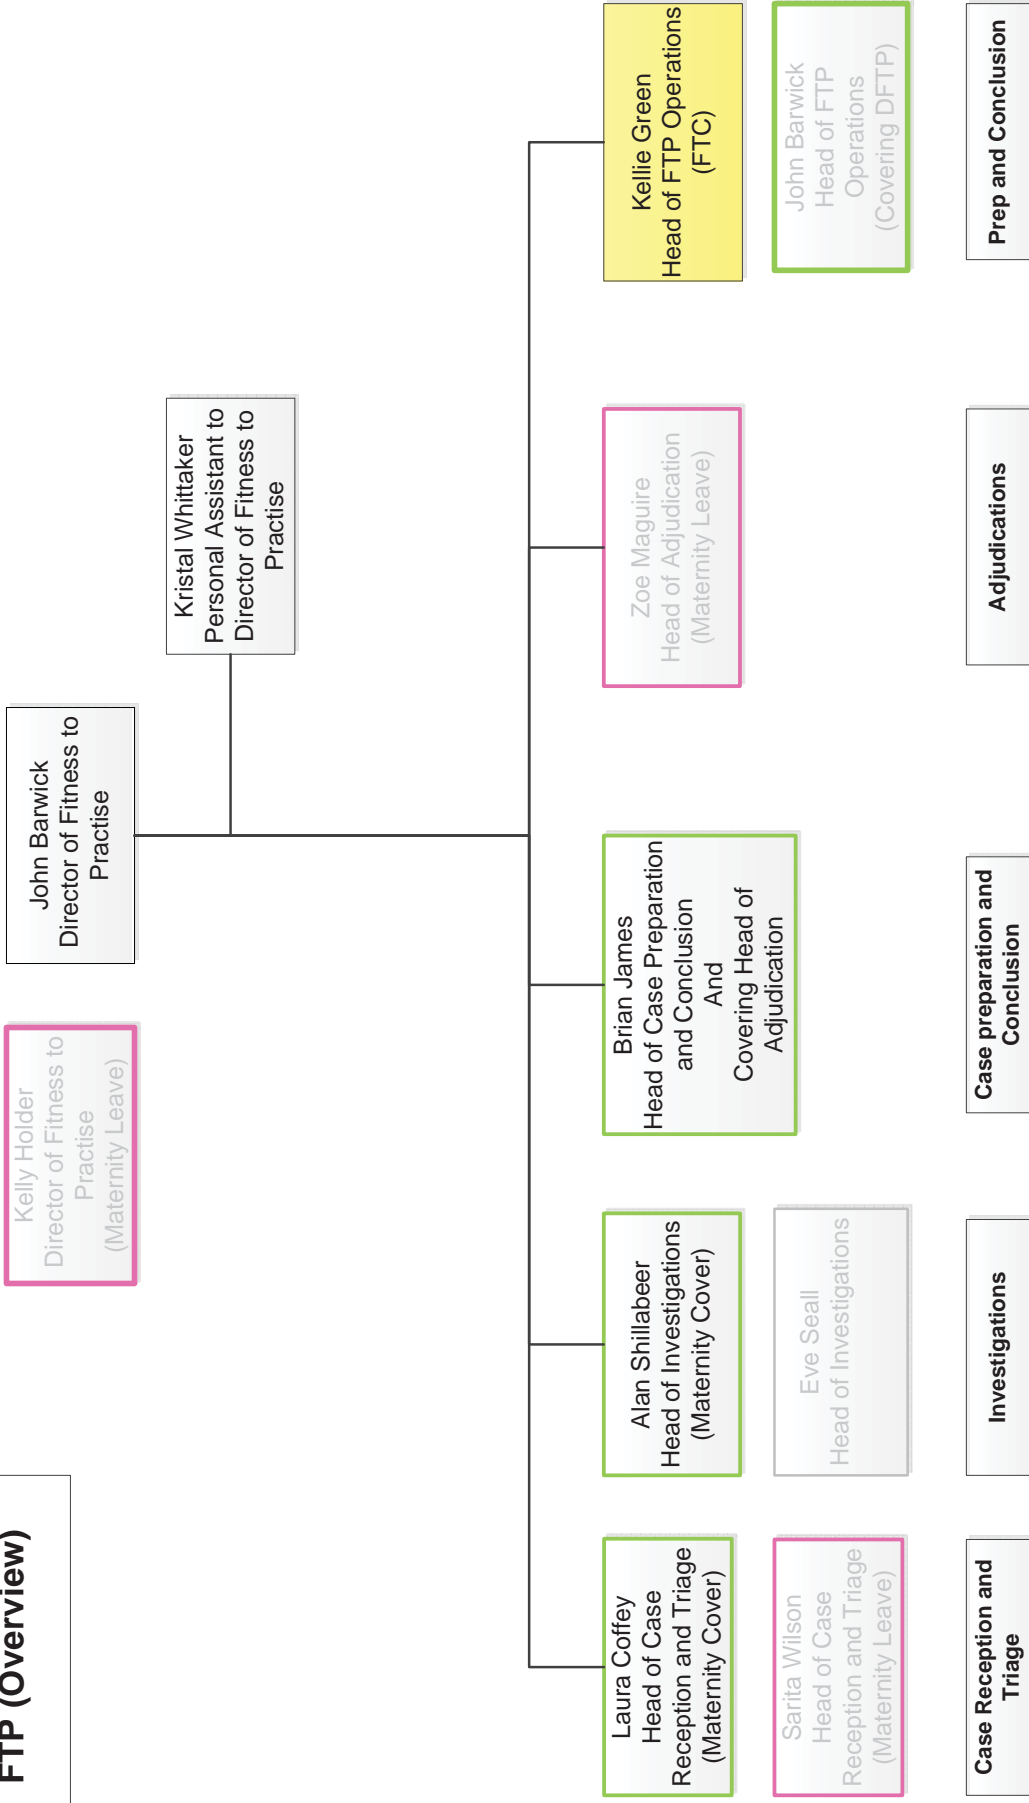 FTP (Overview)
Kelly Holder
Director of Fitness to
Practise
(Maternity Leave)
John Barwick
Director of Fitness to
Practise
Kristal Whittaker
Personal Assistant to
Director of Fitness to
Practise
Laura Coffey
Head of Case
Reception and Triage
(Maternity Cover)
Alan Shillabeer
Head of Investigations
(Maternity Cover)
Brian James
Head of Case Preparation
and Conclusion
And
Covering Head of
Adjudication
Zoe Maguire
Head of Adjudication
(Maternity Leave)
Kellie Green
Head of FTP Operations
(FTC)
Sarita Wilson
Head of Case
Reception and Triage
(Maternity Leave)
Eve Seall
Head of Investigations
John Barwick
Head of FTP
Operations
(Covering DFTP)
Case Reception and
Triage
Investigations
Case preparation and
Conclusion
Adjudications
Prep and Conclusion